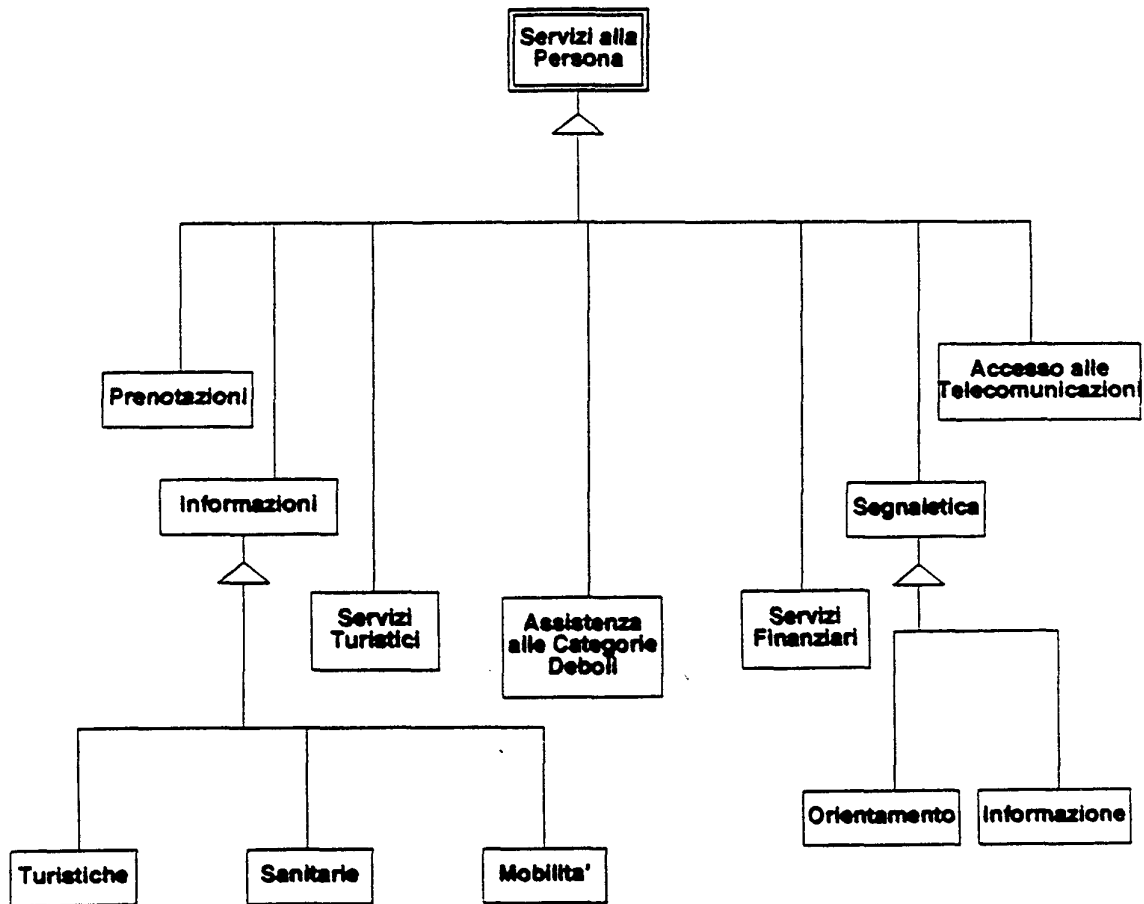 Servizi alla
Persona
Prenotazioni
Accesso alle
Telecomunicazioni
Informazioni
Segnaletica
Servizi
Turistici
Assistenza
alle Categorie
Deboli
Servizi
Finanziari
Orientamento
Informazione
Turistiche
Sanitarie
Mobilita'